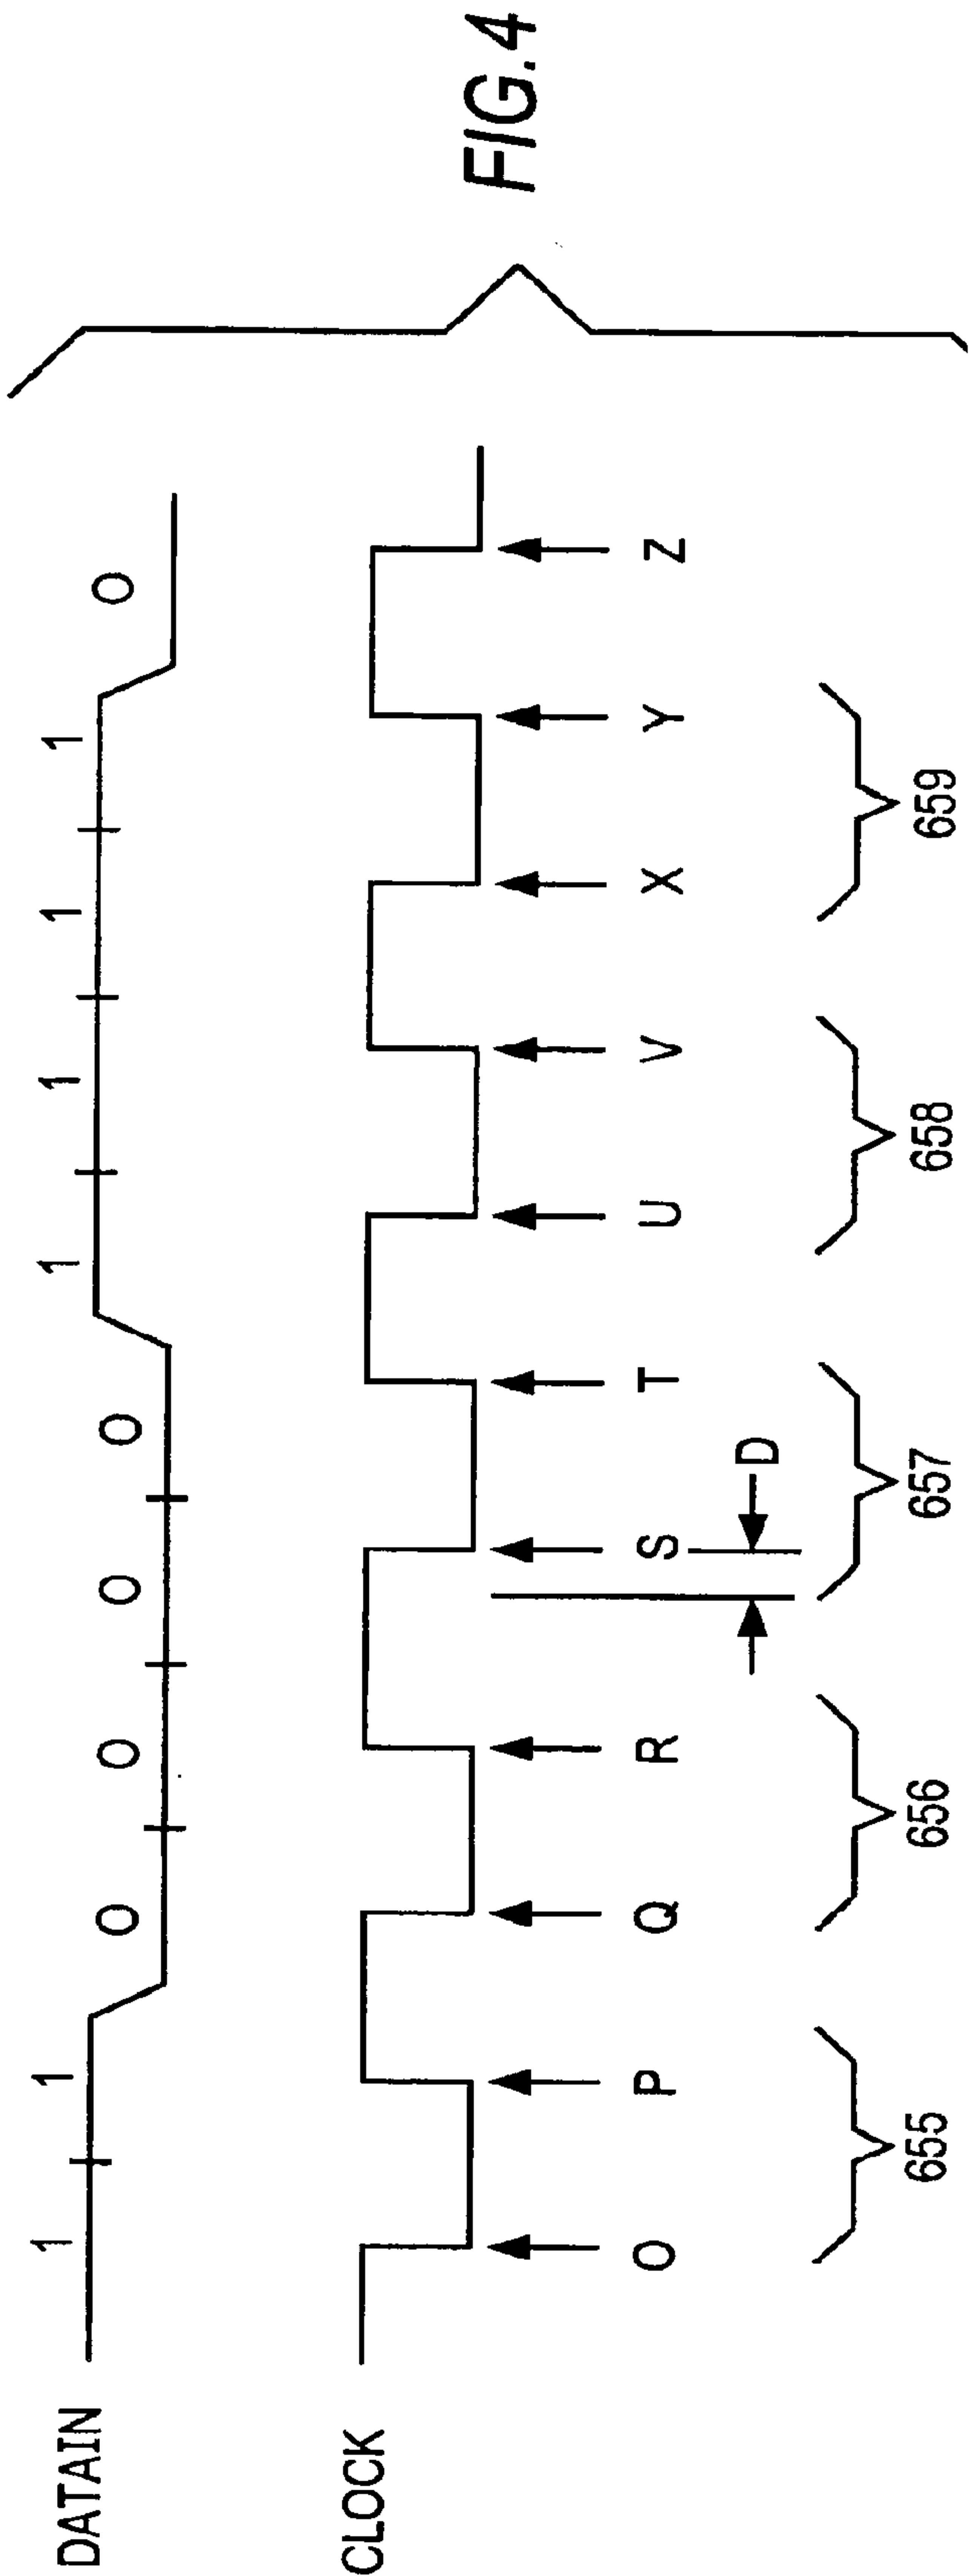 DATAIN 1 1 0 0 0 0 1 1 1 1 0
CLOCK
O P Q R S T U V X Y Z
D
655 656 657 658 659
FIG. 4